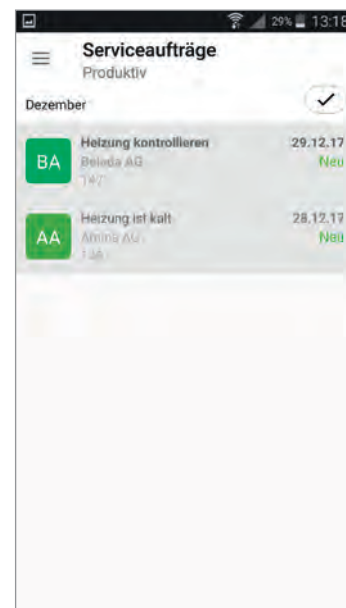 29% 13:18
Serviceaufträge
Produktiv
Dezember
BA
Heizung kontrollieren
29.12.17
Beleda AG
Neu
147
AA
Heizung ist kalt
28.12.17
Amina AG
Neu